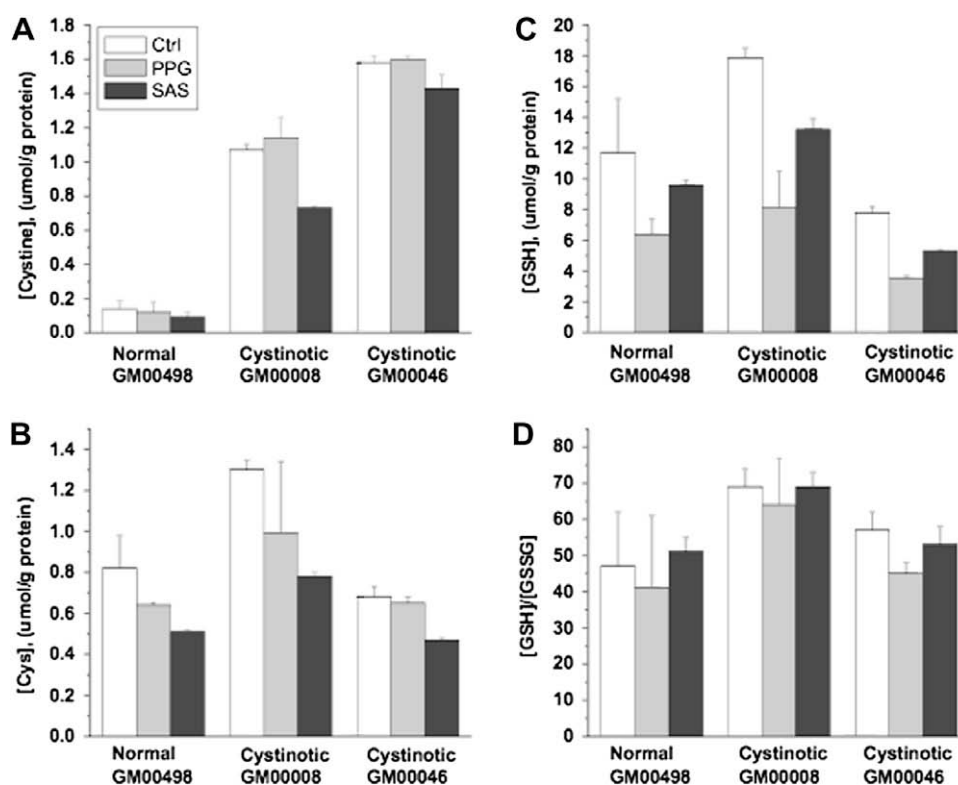 A
[Cystine], (umol/g protein)
1.8
1.6
1.4
1.2
1.0
0.8
0.6
0.4
0.2
0.0
Ctrl
PPG
SAS
Normal
GM00498
Cystinotic
GM00008
Cystinotic
GM00046
C
[GSH], (umol/g protein)
20
18
16
14
12
10
8
6
4
2
0
Normal
GM00498
Cystinotic
GM00008
Cystinotic
GM00046
B
[Cys], (umol/g protein)
1.4
1.2
1.0
0.8
0.6
0.4
0.2
0.0
Normal
GM00498
Cystinotic
GM00008
Cystinotic
GM00046
D
[GSH]/[GSSG]
80
70
60
50
40
30
20
10
0
Normal
GM00498
Cystinotic
GM00008
Cystinotic
GM00046